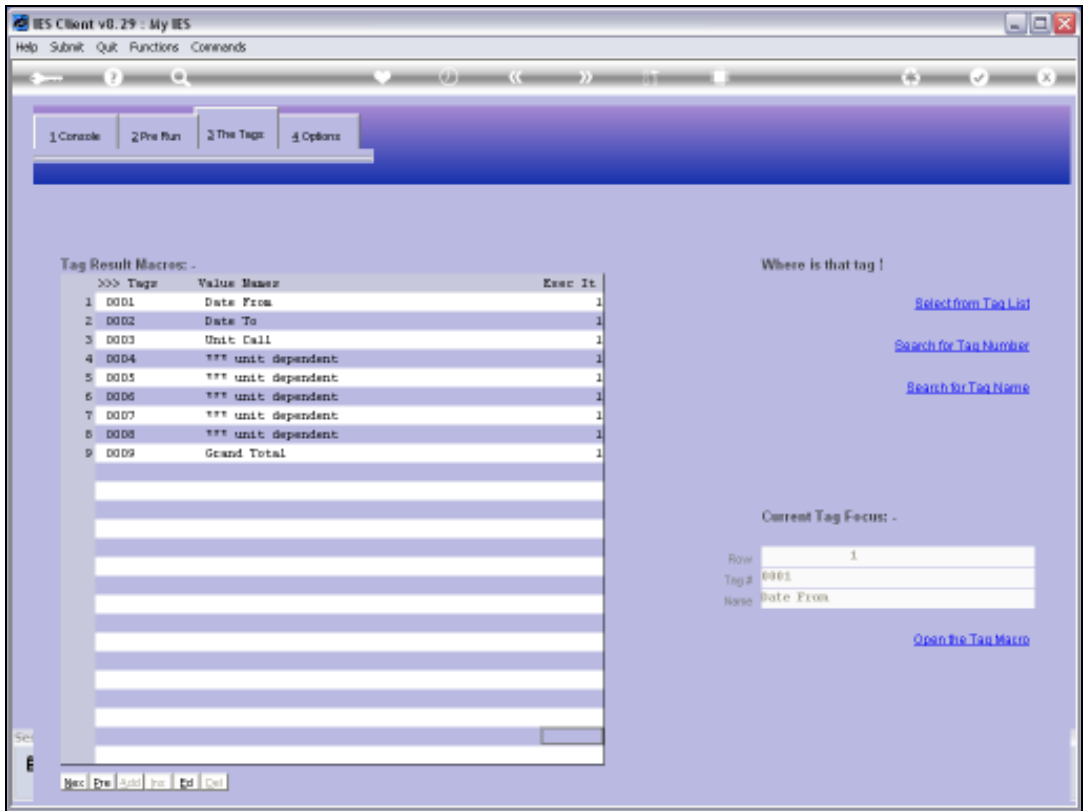 IES Client v8.29 : My IES
Help Submit Quit Functions Commands
1 Console 2 Pre Run 3 The Tags 4 Options
Tag Result Macros: -
>>> Tags Value Names Exec It
1 0001 Date From 1
2 0002 Date To 1
3 0003 Unit Call 1
4 0004 *** unit dependent 1
5 0005 *** unit dependent 1
6 0006 *** unit dependent 1
7 0007 *** unit dependent 1
8 0008 *** unit dependent 1
9 0009 Grand Total 1
Nex Pre Add Ins Ed Del
Where is that tag !
Select from Tag List
Search for Tag Number
Search for Tag Name
Current Tag Focus: -
Row 1
Tag # 0001
Name Date From
Open the Tag Macro
Ses